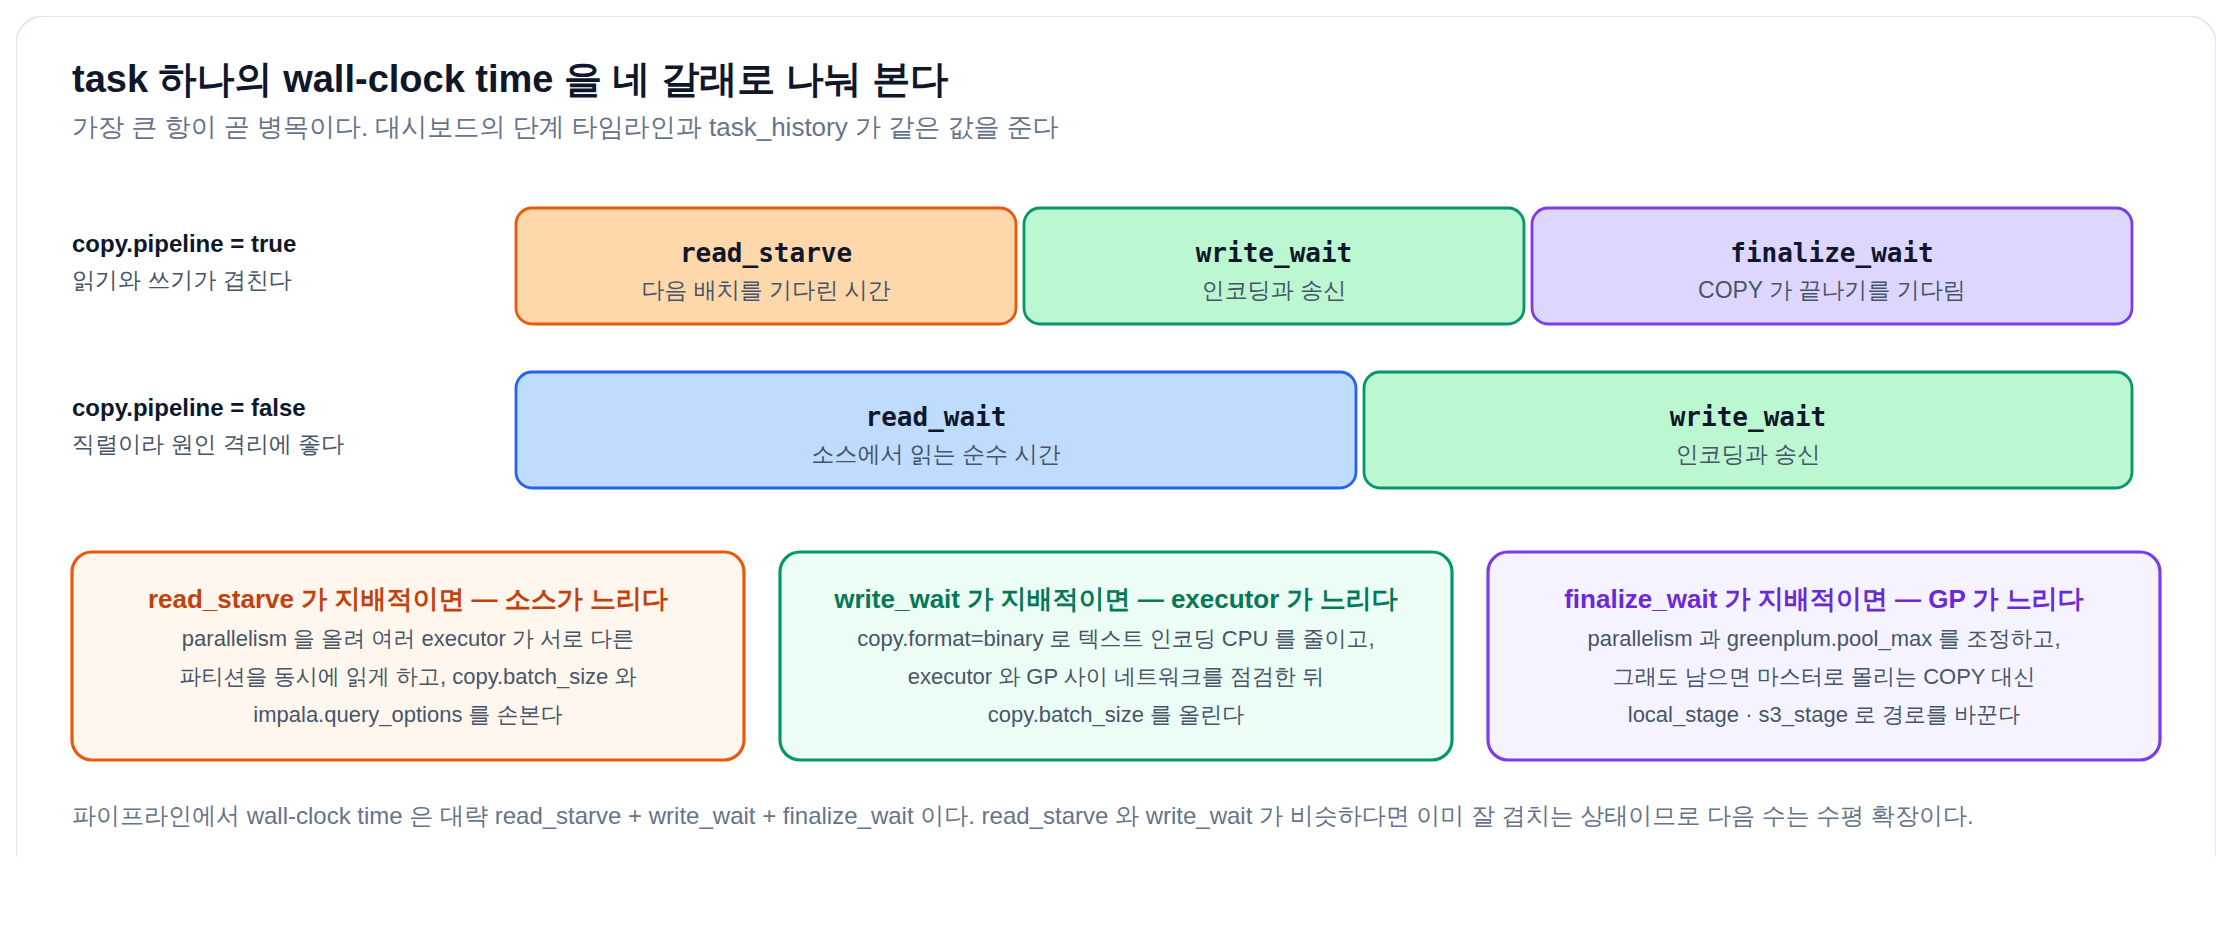 task 하나의 wall-clock time 을 네 갈래로 나눠 본다
가장 큰 항이 곧 병목이다. 대시보드의 단계 타임라인과 task_history 가 같은 값을 준다
copy.pipeline = true
읽기와 쓰기가 겹친다
read_starve
다음 배치를 기다린 시간
write_wait
인코딩과 송신
finalize_wait
COPY 가 끝나기를 기다림
copy.pipeline = false
직렬이라 원인 격리에 좋다
read_wait
소스에서 읽는 순수 시간
write_wait
인코딩과 송신
read_starve 가 지배적이면 — 소스가 느리다
parallelism 을 올려 여러 executor 가 서로 다른
파티션을 동시에 읽게 하고, copy.batch_size 와
impala.query_options 를 손본다
write_wait 가 지배적이면 — executor 가 느리다
copy.format=binary 로 텍스트 인코딩 CPU 를 줄이고,
executor 와 GP 사이 네트워크를 점검한 뒤
copy.batch_size 를 올린다
finalize_wait 가 지배적이면 — GP 가 느리다
parallelism 과 greenplum.pool_max 를 조정하고,
그래도 남으면 마스터로 몰리는 COPY 대신
local_stage · s3_stage 로 경로를 바꾼다
파이프라인에서 wall-clock time 은 대략 read_starve + write_wait + finalize_wait 이다. read_starve 와 write_wait 가 비슷하다면 이미 잘 겹치는 상태이므로 다음 수는 수평 확장이다.